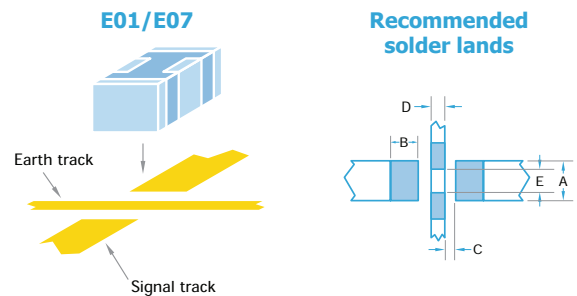 E01/E07
Earth track
Signal track
Recommended
solder lands
D
B
E
A
C